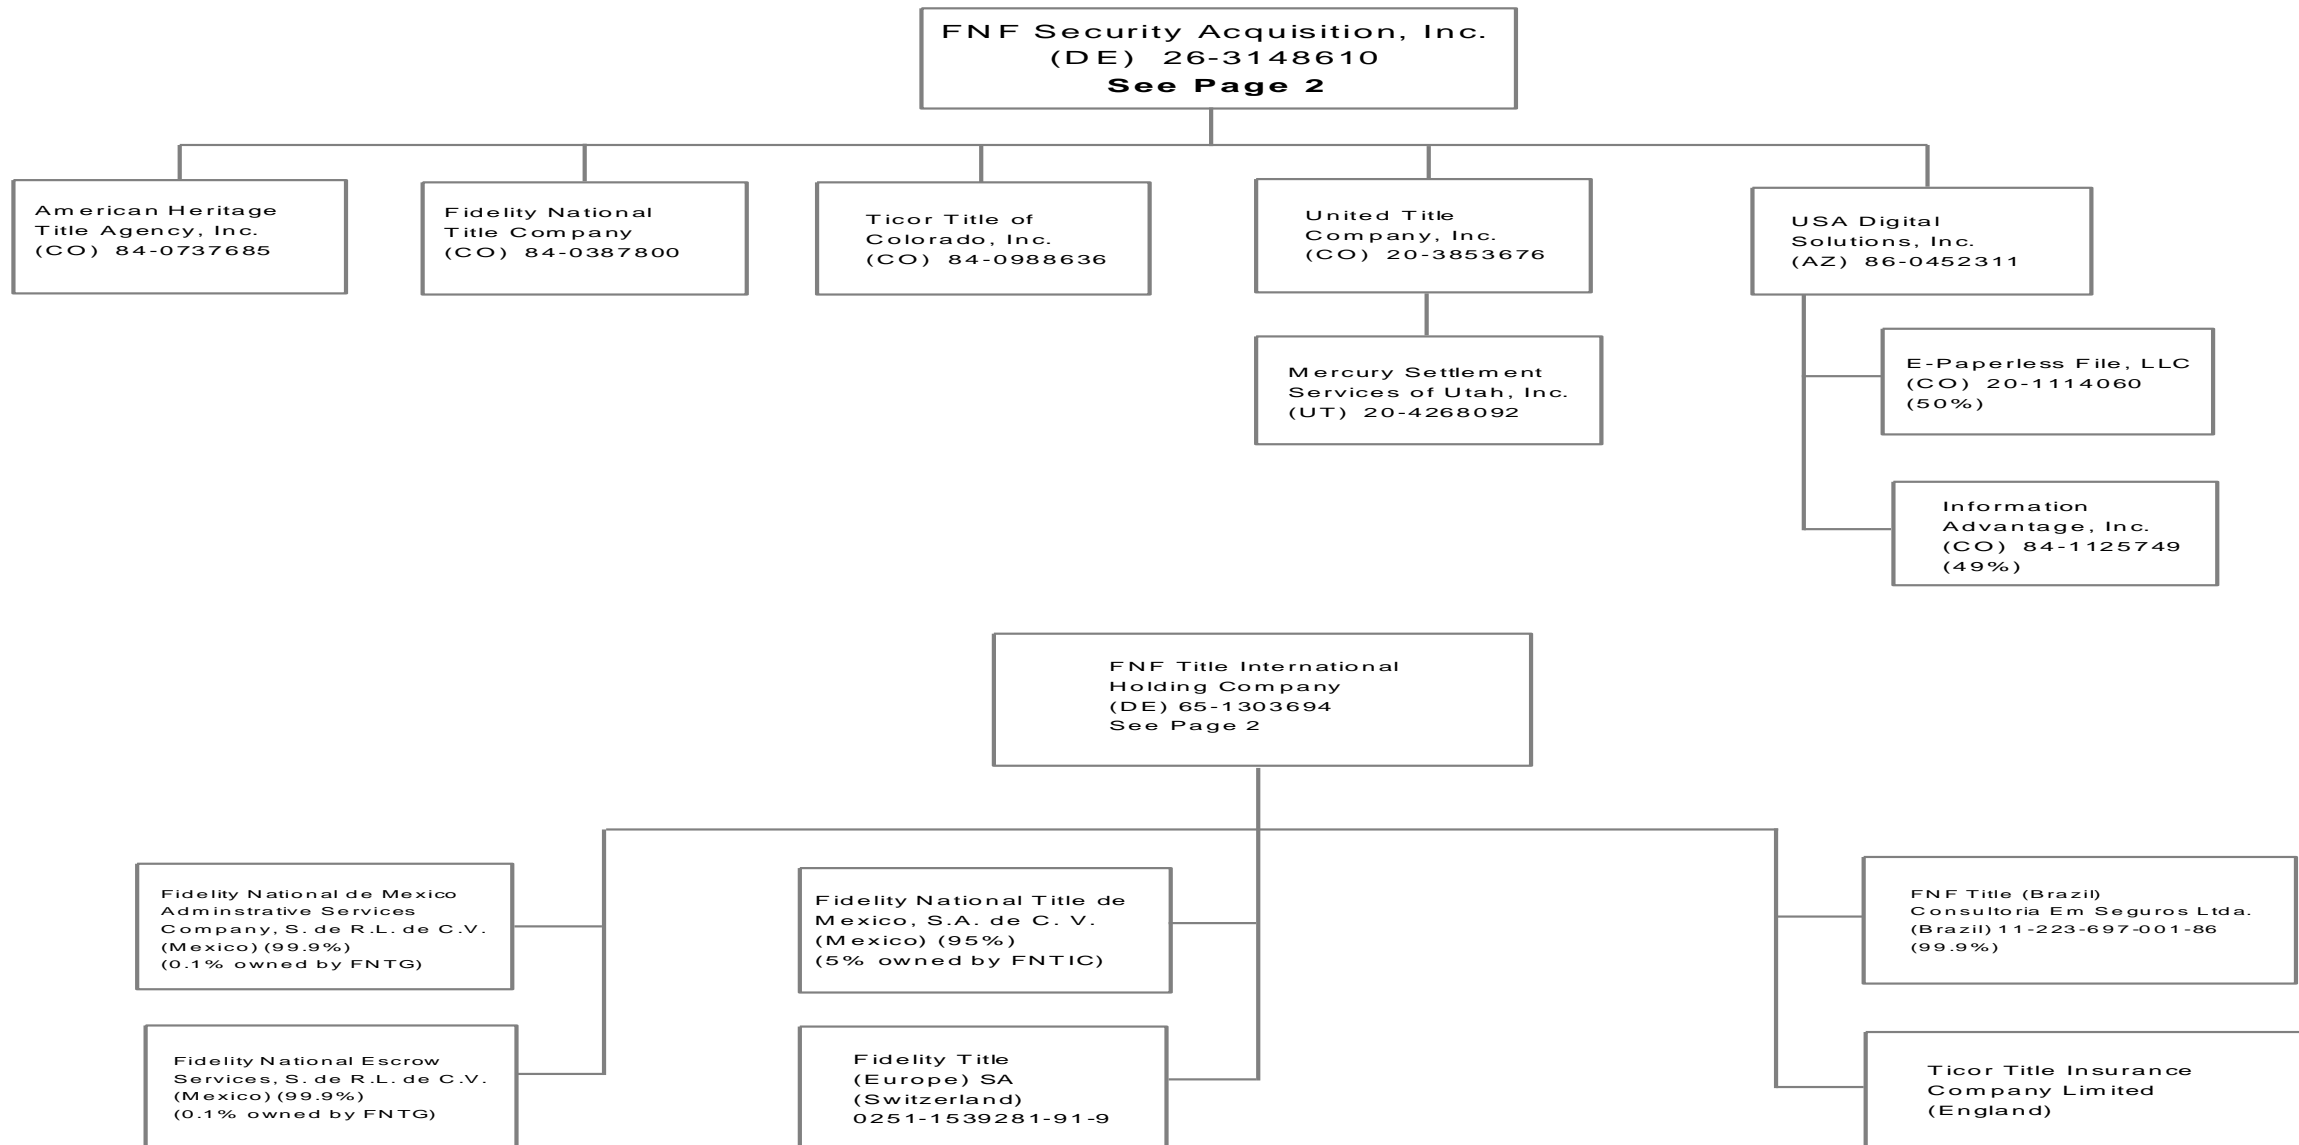 FNF Security Acquisition, Inc.
(DE) 26-3148610
See Page 2
American Heritage
Title Agency, Inc.
(CO) 84-0737685
Fidelity National
Title Company
(CO) 84-0387800
Ticor Title of
Colorado, Inc.
(CO) 84-0988636
United Title
Company, Inc.
(CO) 20-3853676
USA Digital
Solutions, Inc.
(AZ) 86-0452311
Mercury Settlement
Services of Utah, Inc.
(UT) 20-4268092
E-Paperless File, LLC
(CO) 20-1114060
(50%)
Information
Advantage, Inc.
(CO) 84-1125749
(49%)
FNF Title International
Holding Company
(DE) 65-1303694
See Page 2
Fidelity National de Mexico
Adminstrative Services
Company, S. de R.L. de C.V.
(Mexico) (99.9%)
(0.1% owned by FNTG)
Fidelity National Title de
Mexico, S.A. de C. V.
(Mexico) (95%)
(5% owned by FNTIC)
FNF Title (Brazil)
Consultoria Em Seguros Ltda.
(Brazil) 11-223-697-001-86
(99.9%)
Fidelity National Escrow
Services, S. de R.L. de C.V.
(Mexico) (99.9%)
(0.1% owned by FNTG)
Fidelity Title
(Europe) SA
(Switzerland)
0251-1539281-91-9
Ticor Title Insurance
Company Limited
(England)